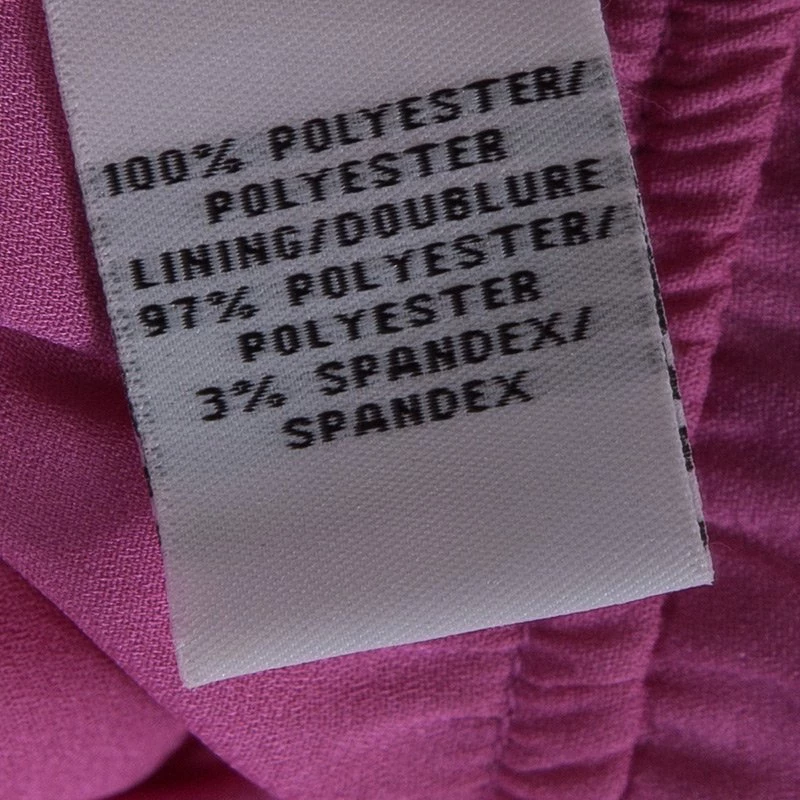 100% POLYESTER/
POLYESTER
LINING/DOUBLURE
97% POLYESTER/
POLYESTER
3% SPANDEX/
SPANDEX